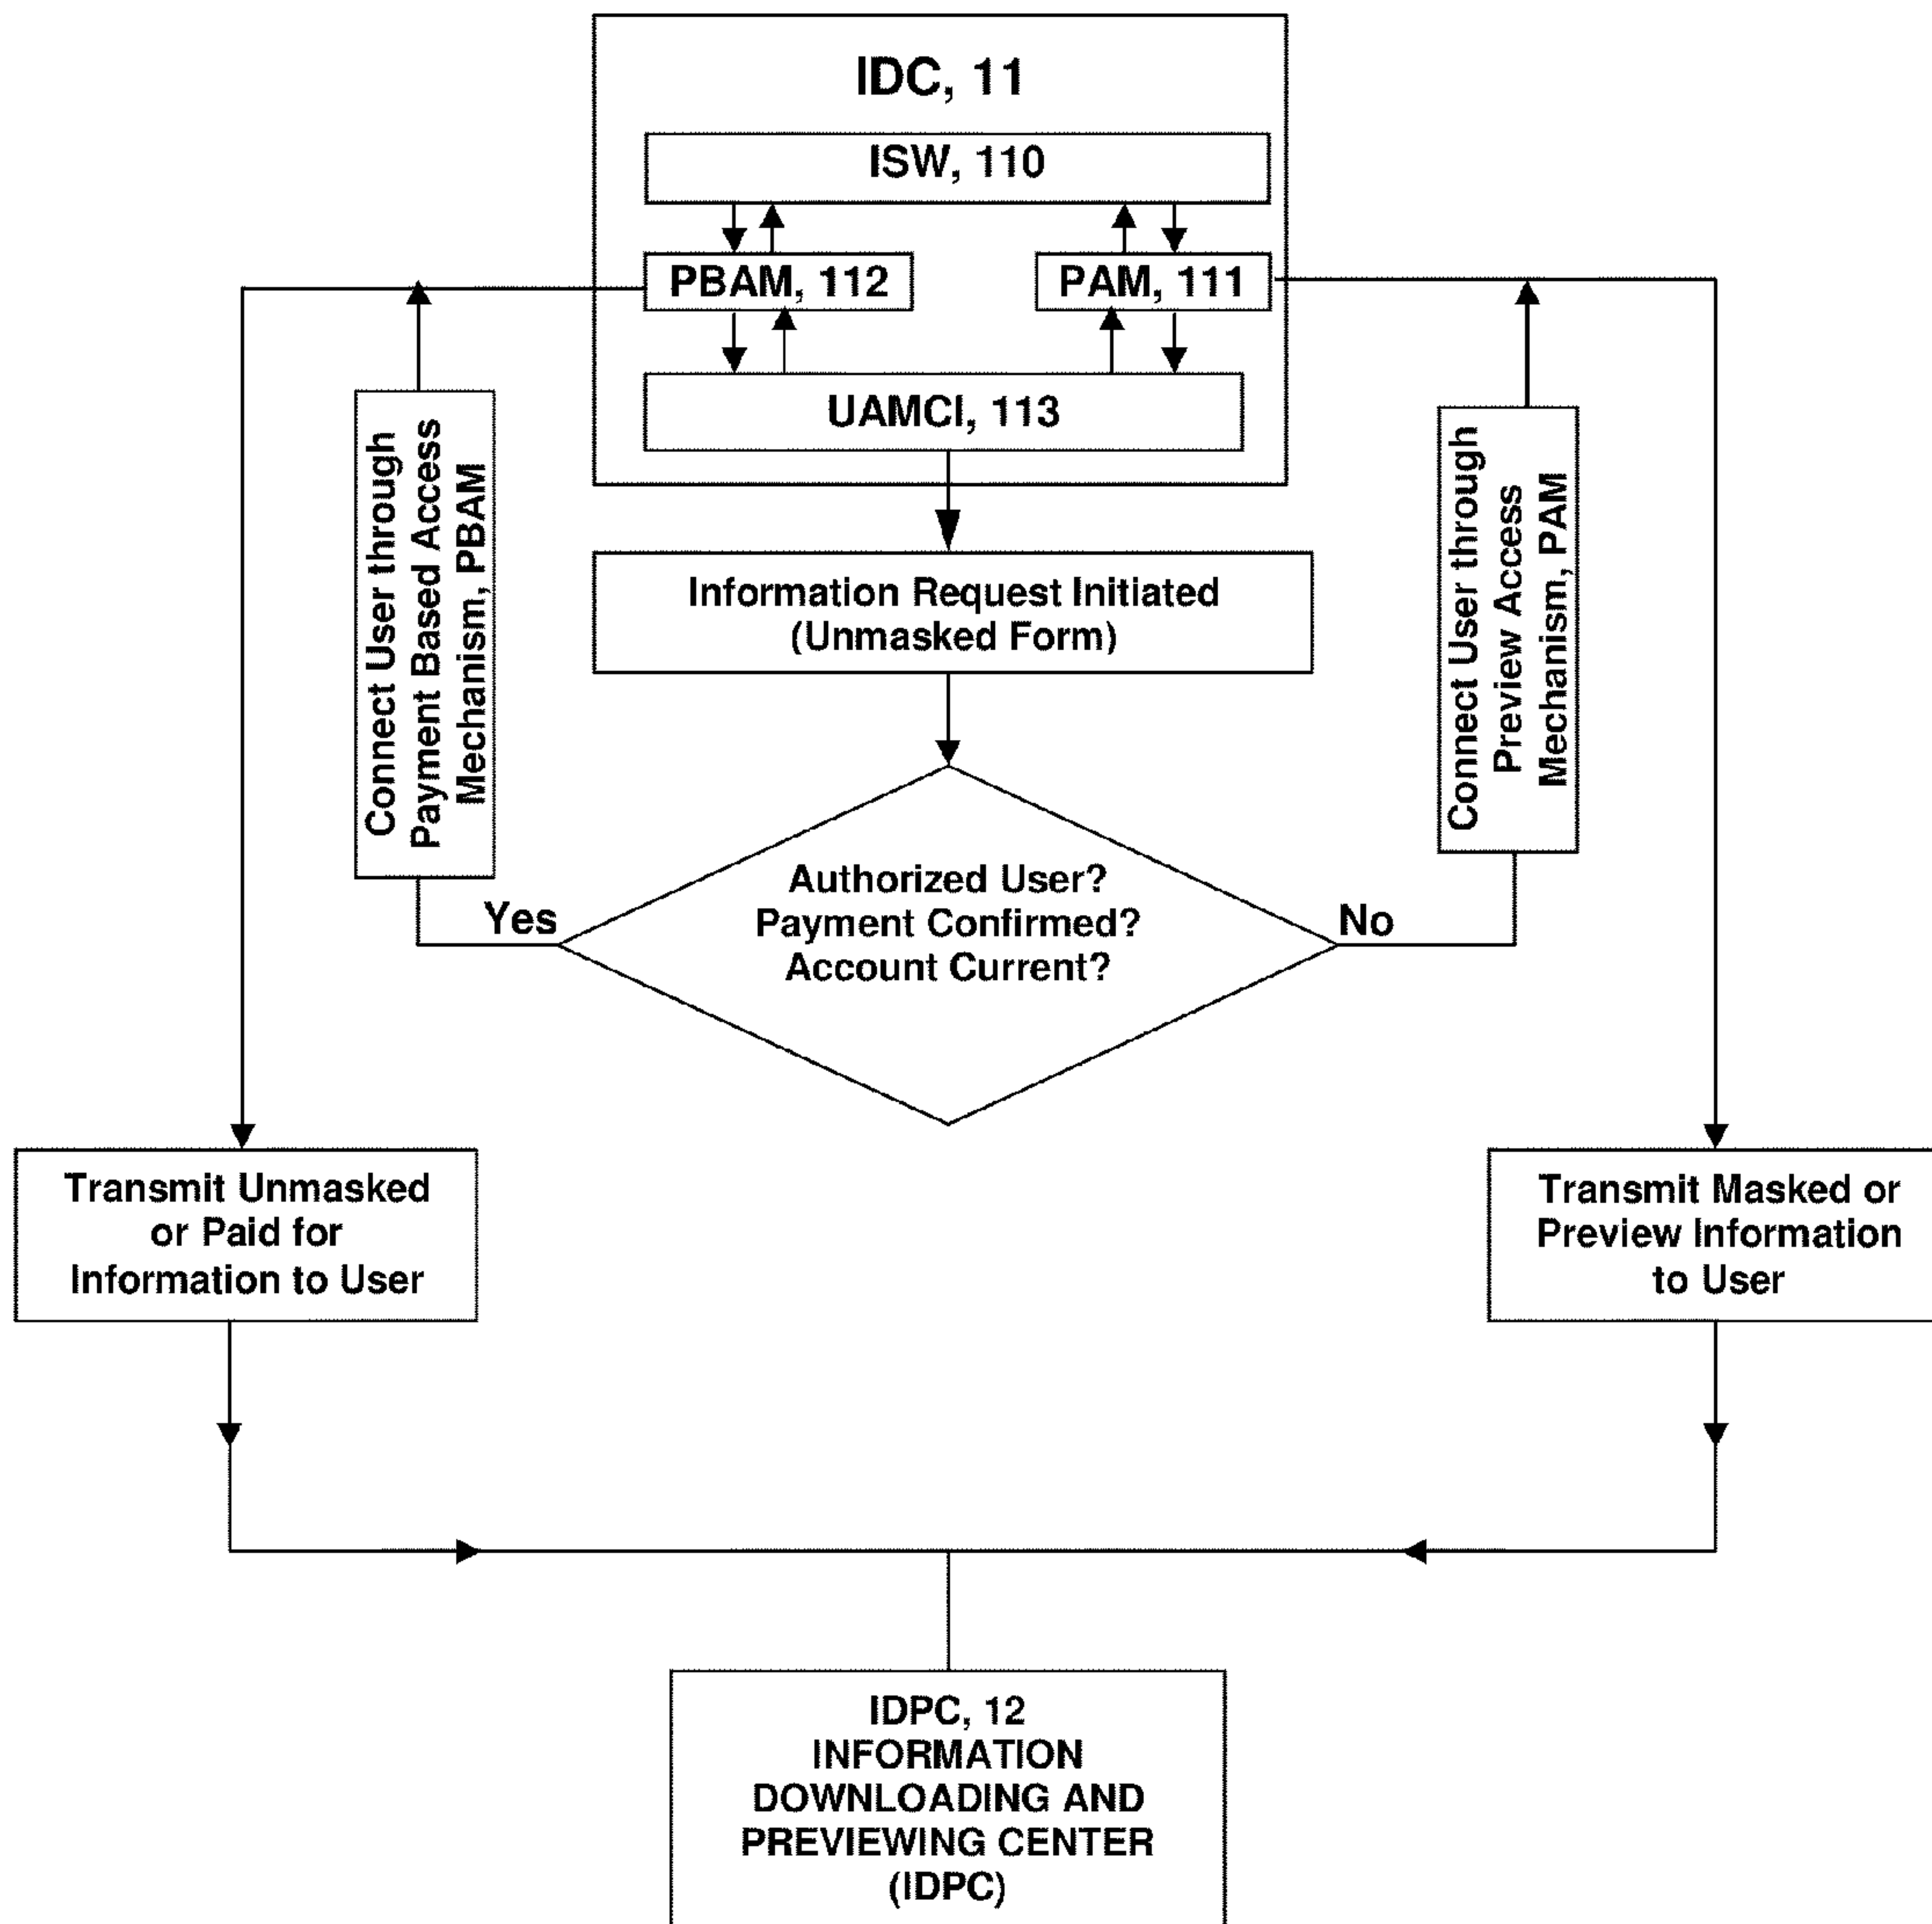 IDC, 11
ISW, 110
PBAM, 112
PAM, 111
UAMCI, 113
Connect User through
Payment Based Access
Mechanism, PBAM
Connect User through
Preview Access
Mechanism, PAM
Information Request Initiated
(Unmasked Form)
Authorized User?
Payment Confirmed?
Account Current?
Yes
No
Transmit Unmasked
or Paid for
Information to User
Transmit Masked or
Preview Information
to User
IDPC, 12
INFORMATION
DOWNLOADING AND
PREVIEWING CENTER
(IDPC)